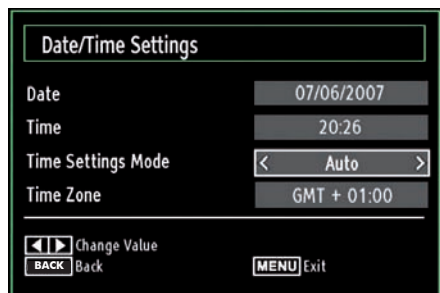 Date/Time Settings
Date 07/06/2007
Time 20:26
Time Settings Mode < Auto >
Time Zone GMT + 01:00
Change Value
BACK Back MENU Exit